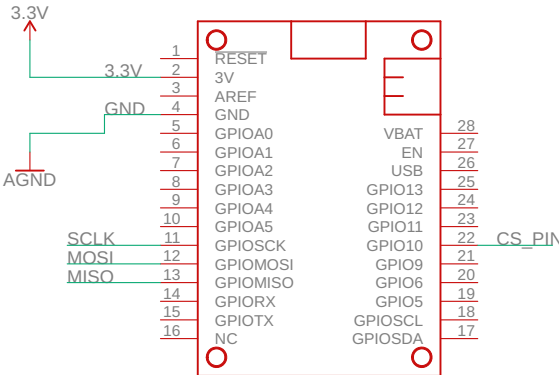 3.3V
3.3V
GND
AGND
SCLK
MOSI
MISO
1 RESET
2 3V
3 AREF
4 GND
5 GPIOA0
6 GPIOA1
7 GPIOA2
8 GPIOA3
9 GPIOA4
10 GPIOA5
11 GPIOSCK
12 GPIOMOSI
13 GPIOMISO
14 GPIORX
15 GPIOTX
16 NC
VBAT 28
EN 27
USB 26
GPIO13 25
GPIO12 24
GPIO11 23
GPIO10 22
GPIO9 21
GPIO6 20
GPIO5 19
GPIOSCL 18
GPIOSDA 17
CS_PIN